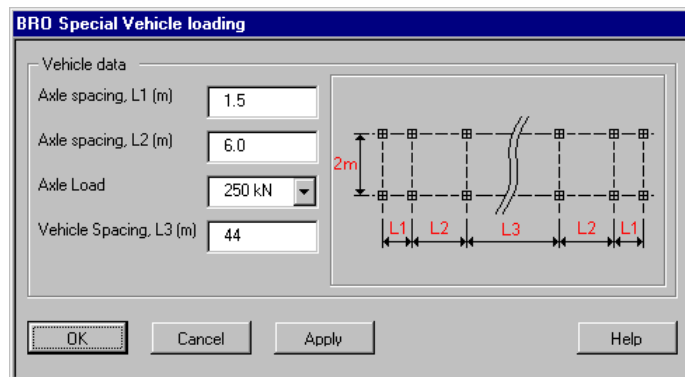 BRO Special Vehicle loading
Vehicle data
Axle spacing, L1 (m)
1.5
Axle spacing, L2 (m)
6.0
Axle Load
250 kN
Vehicle Spacing, L3 (m)
44
2m
L1 L2 L3 L2 L1
OK Cancel Apply Help